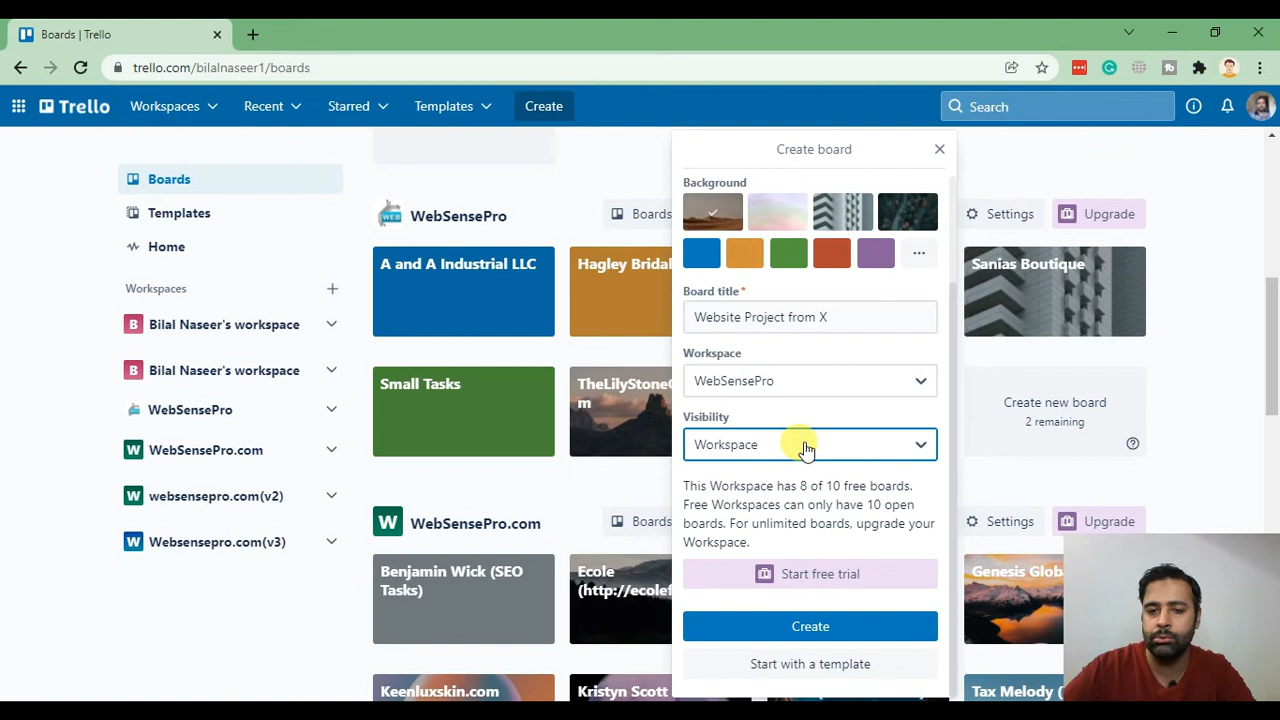 Boards | Trello
trello.com/bilalnaseer1/boards
Trello
Workspaces
Recent
Starred
Templates
Create
Search
Boards
Templates
Home
Workspaces
B Bilal Naseer's workspace
B Bilal Naseer's workspace
WebSensePro
W WebSensePro.com
W websensepro.com(v2)
W Websensepro.com(v3)
WEB
WebSensePro
Boards
Settings
Upgrade
A and A Industrial LLC
Hagley Bridal
Sanias Boutique
Small Tasks
TheLilyStone
m
Create new board
2 remaining
W WebSensePro.com
Boards
Settings
Upgrade
Benjamin Wick (SEO
Tasks)
Ecole
(http://ecolef
Genesis Globa
Keenluxskin.com
Kristyn Scott
Tax Melody (
Create board
Background
Board title*
Website Project from X
Workspace
WebSensePro
Visibility
Workspace
This Workspace has 8 of 10 free boards.
Free Workspaces can only have 10 open
boards. For unlimited boards, upgrade your
Workspace.
Start free trial
Create
Start with a template